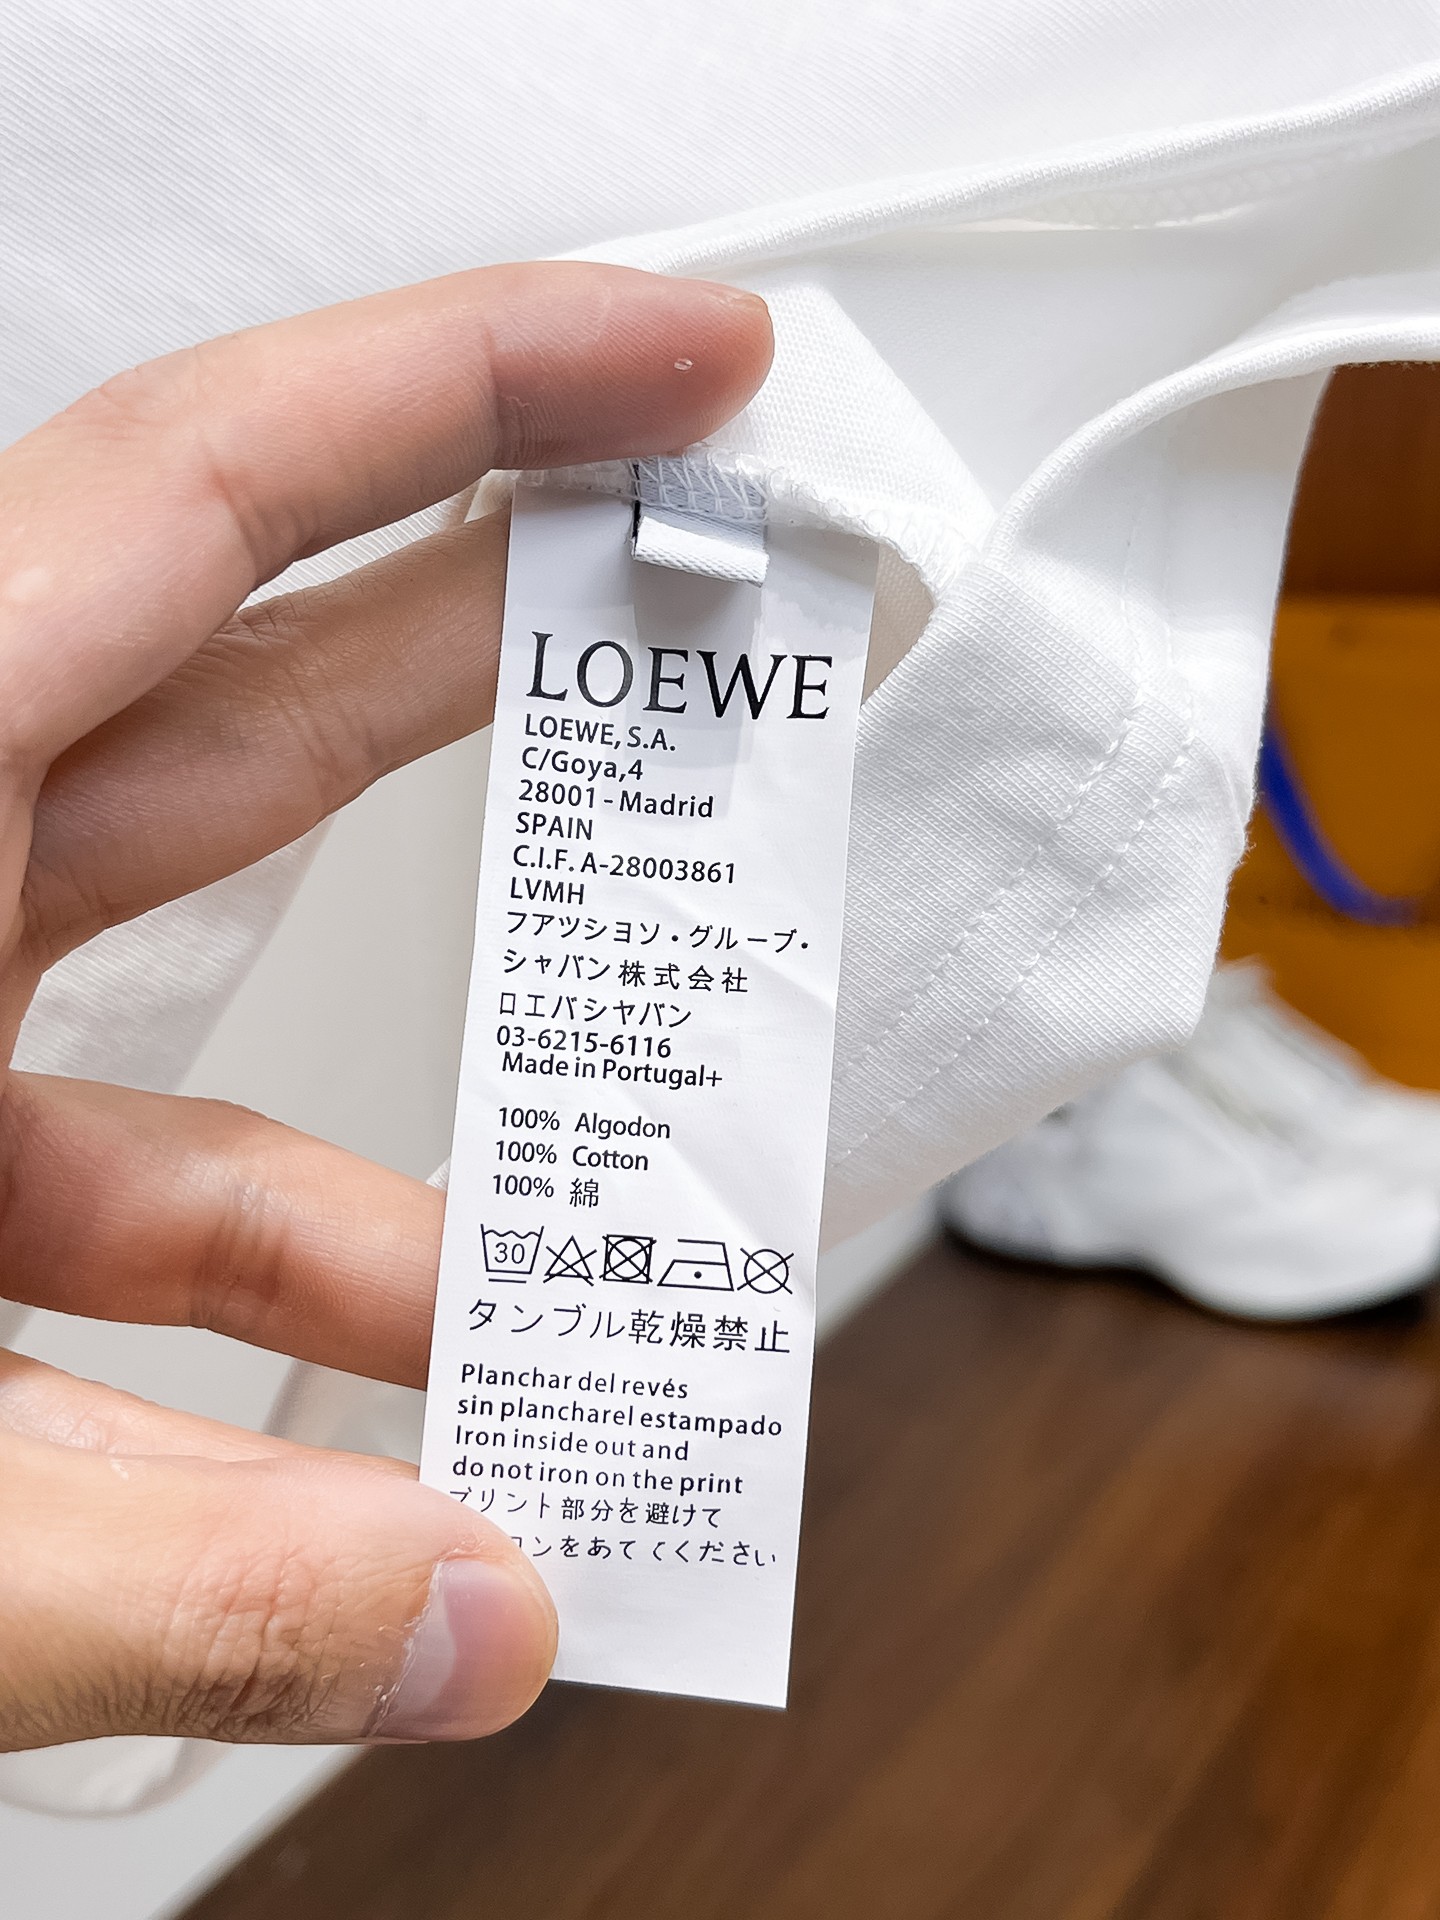 LOEWE
LOEWE, S.A.
C/Goya,4
28001 - Madrid
SPAIN
C.I.F. A-28003861
LVMH
フアツシヨソ・グルーブ・
シャバン株式会社
ロエバシヤバン
03-6215-6116
Made in Portugal+
100% Algodon
100% Cotton
100% 綿
30
タンブル乾燥禁止
Planchar del revés
sin plancharel estampado
Iron inside out and
do not iron on the print
プリント部分を避けて
ンをあててください